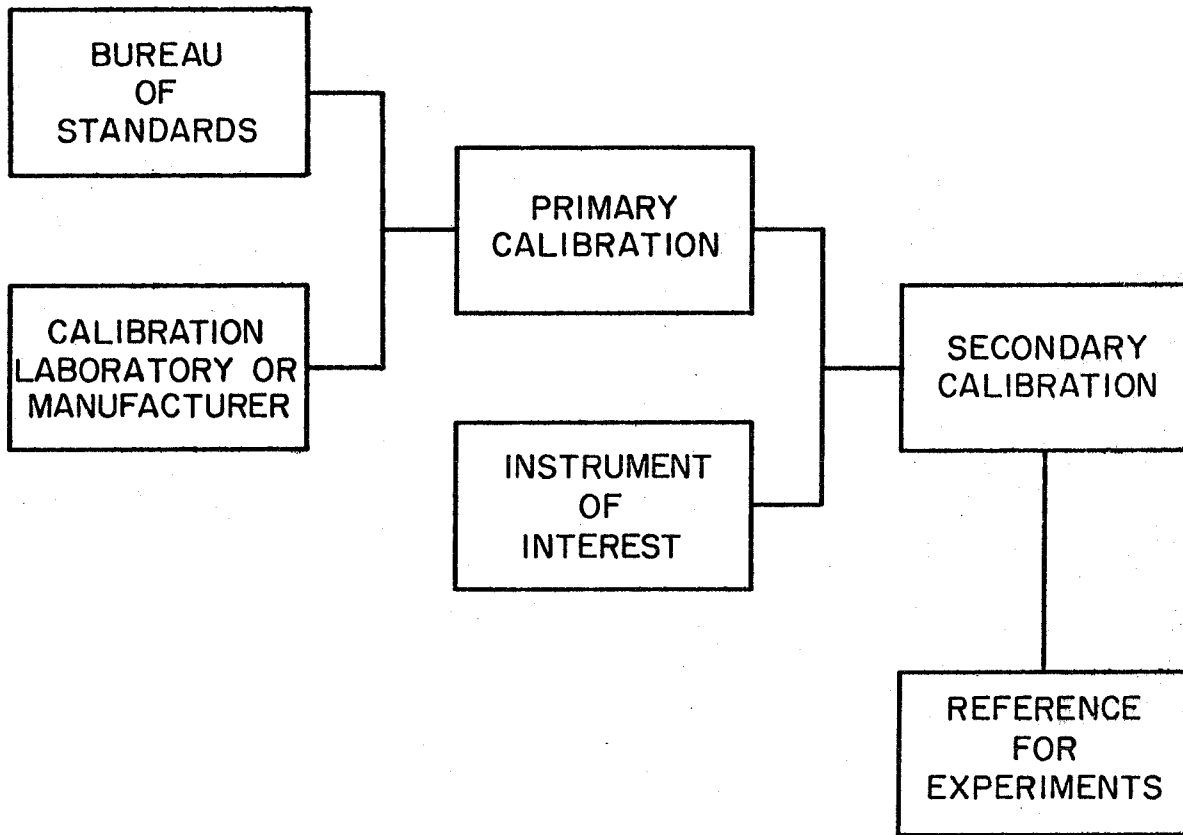 BUREAU
OF
STANDARDS
PRIMARY
CALIBRATION
CALIBRATION
LABORATORY OR
MANUFACTURER
SECONDARY
CALIBRATION
INSTRUMENT
OF
INTEREST
REFERENCE
FOR
EXPERIMENTS